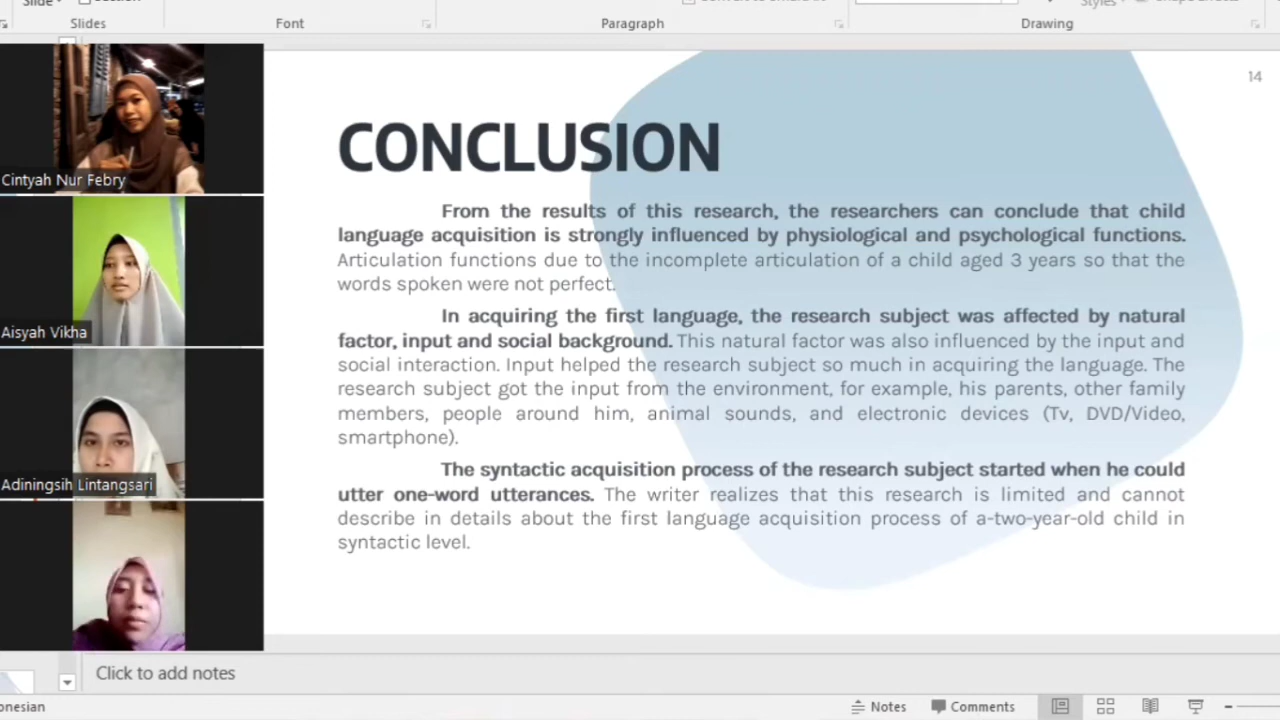 Slides
Font
Paragraph
Drawing
Styles
14
Cintyah Nur Febry
Aisyah Vikha
Adiningsih Lintangsari
CONCLUSION
From the results of this research, the researchers can conclude that child
language acquisition is strongly influenced by physiological and psychological functions.
Articulation functions due to the incomplete articulation of a child aged 3 years so that the
words spoken were not perfect.
In acquiring the first language, the research subject was affected by natural
factor, input and social background. This natural factor was also influenced by the input and
social interaction. Input helped the research subject so much in acquiring the language. The
research subject got the input from the environment, for example, his parents, other family
members, people around him, animal sounds, and electronic devices (Tv, DVD/Video,
smartphone).
The syntactic acquisition process of the research subject started when he could
utter one-word utterances. The writer realizes that this research is limited and cannot
describe in details about the first language acquisition process of a-two-year-old child in
syntactic level.
Click to add notes
onesian
Notes
Comments